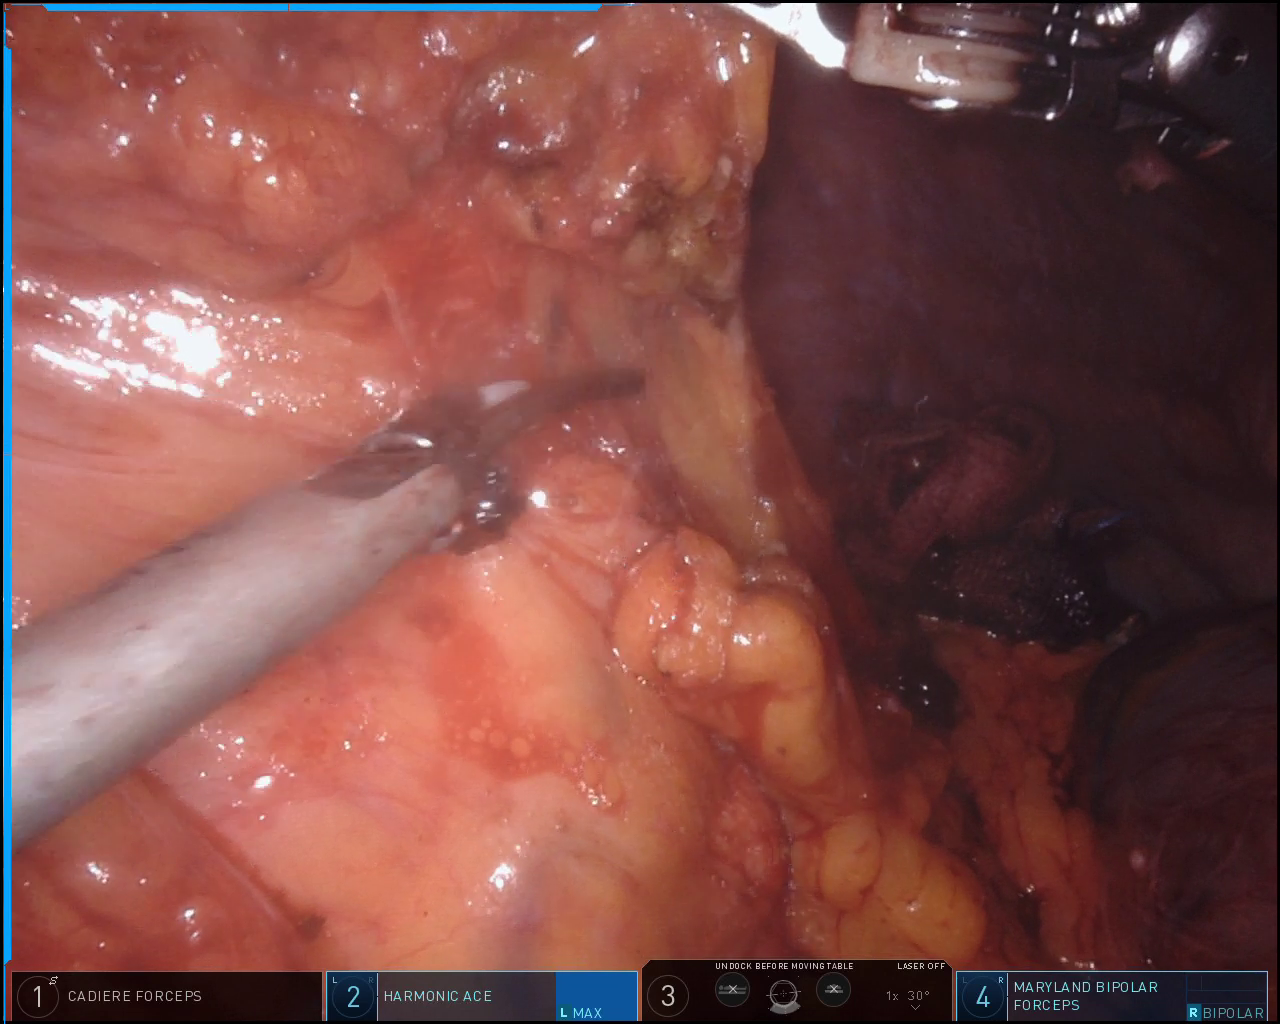 UNDOCK BEFORE MOVING TABLE LASER OFF
1 CADIERE FORCEPS
L R
2 HARMONIC ACE
L MAX
3
1x 30°
L R
4 MARYLAND BIPOLAR
FORCEPS
R BIPOLAR